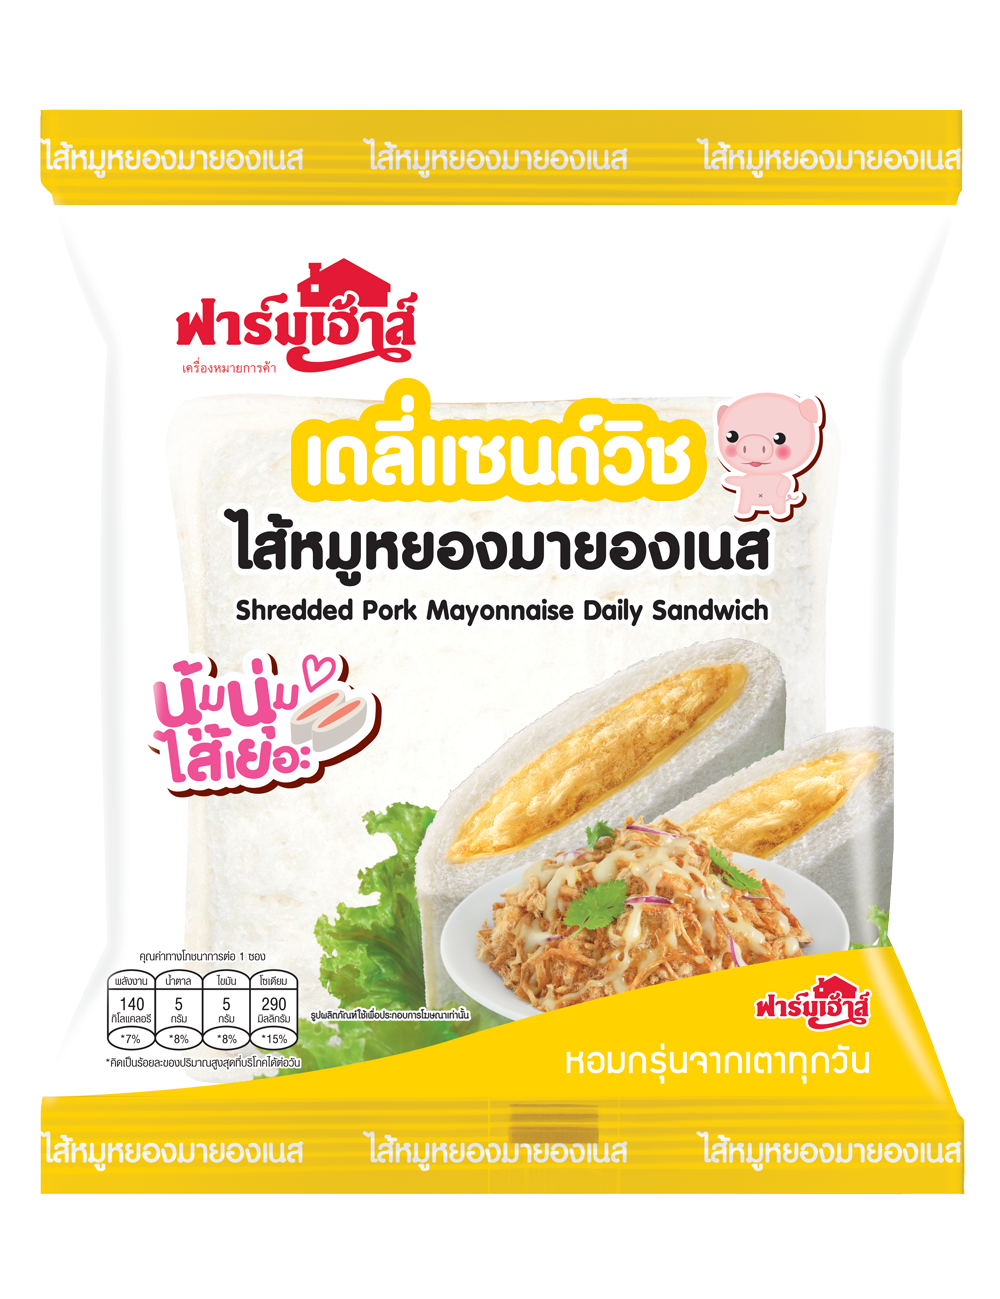 ไส้หมูหยองมายองเนส ไส้หมูหยองมายองเนส ไส้หมูหยองมายองเนส
ฟาร์มเฮ้าส์
เครื่องหมายการค้า
เดลี่แซนด์วิช
ไส้หมูหยองมายองเนส
Shredded Pork Mayonnaise Daily Sandwich
นุ้มนุ่ม
ไส้เยอะ
คุณค่าทางโภชนาการต่อ 1 ซอง
พลังงาน น้ำตาล ไขมัน โซเดียม
140 5 5 290
กิโลแคลอรี กรัม กรัม มิลลิกรัม
*7% *8% *8% *15%
*คิดเป็นร้อยละของปริมาณสูงสุดที่บริโภคได้ต่อวัน
รูปผลิตภัณฑ์ใช้เพื่อประกอบการโฆษณาเท่านั้น
ฟาร์มเฮ้าส์
หอมกรุ่นจากเตาทุกวัน
ไส้หมูหยองมายองเนส ไส้หมูหยองมายองเนส ไส้หมูหยองมายองเนส